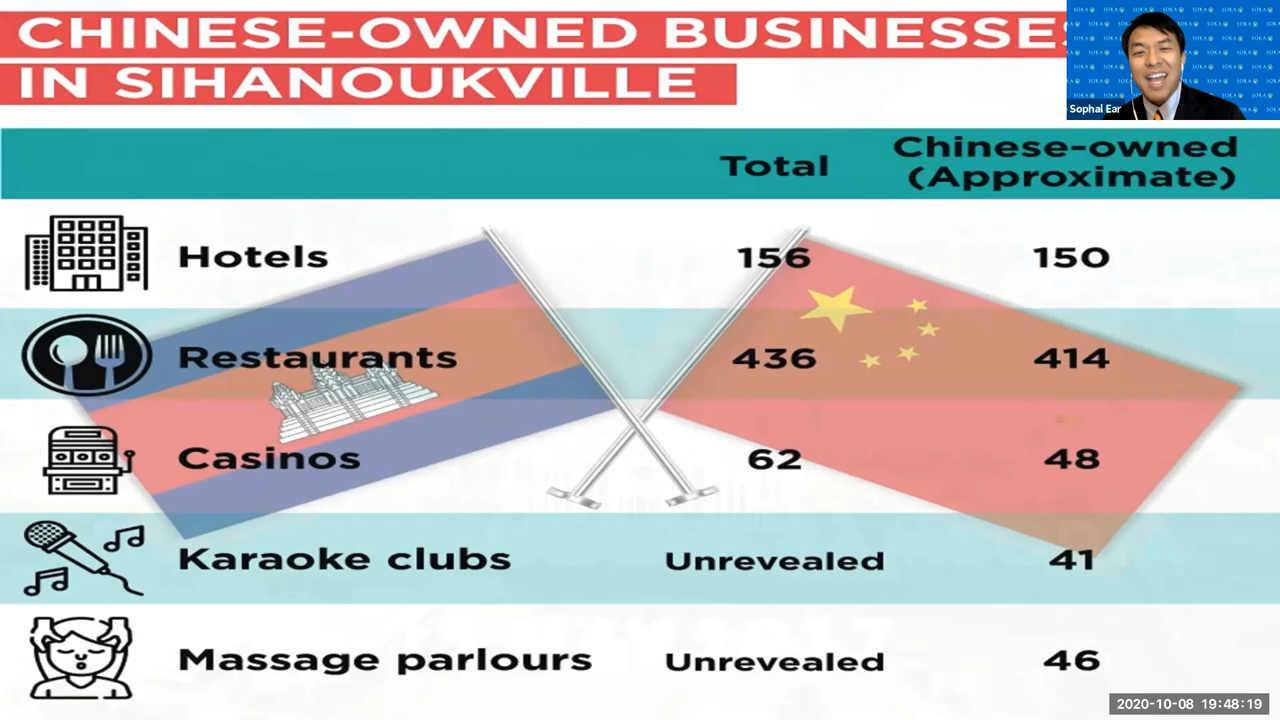 CHINESE-OWNED BUSINESSES
IN SIHANOUKVILLE
Sophal Ear
Total
Chinese-owned
(Approximate)
Hotels 156 150
Restaurants 436 414
Casinos 62 48
Karaoke clubs Unrevealed 41
Massage parlours Unrevealed 46
2020-10-08 19:48:19